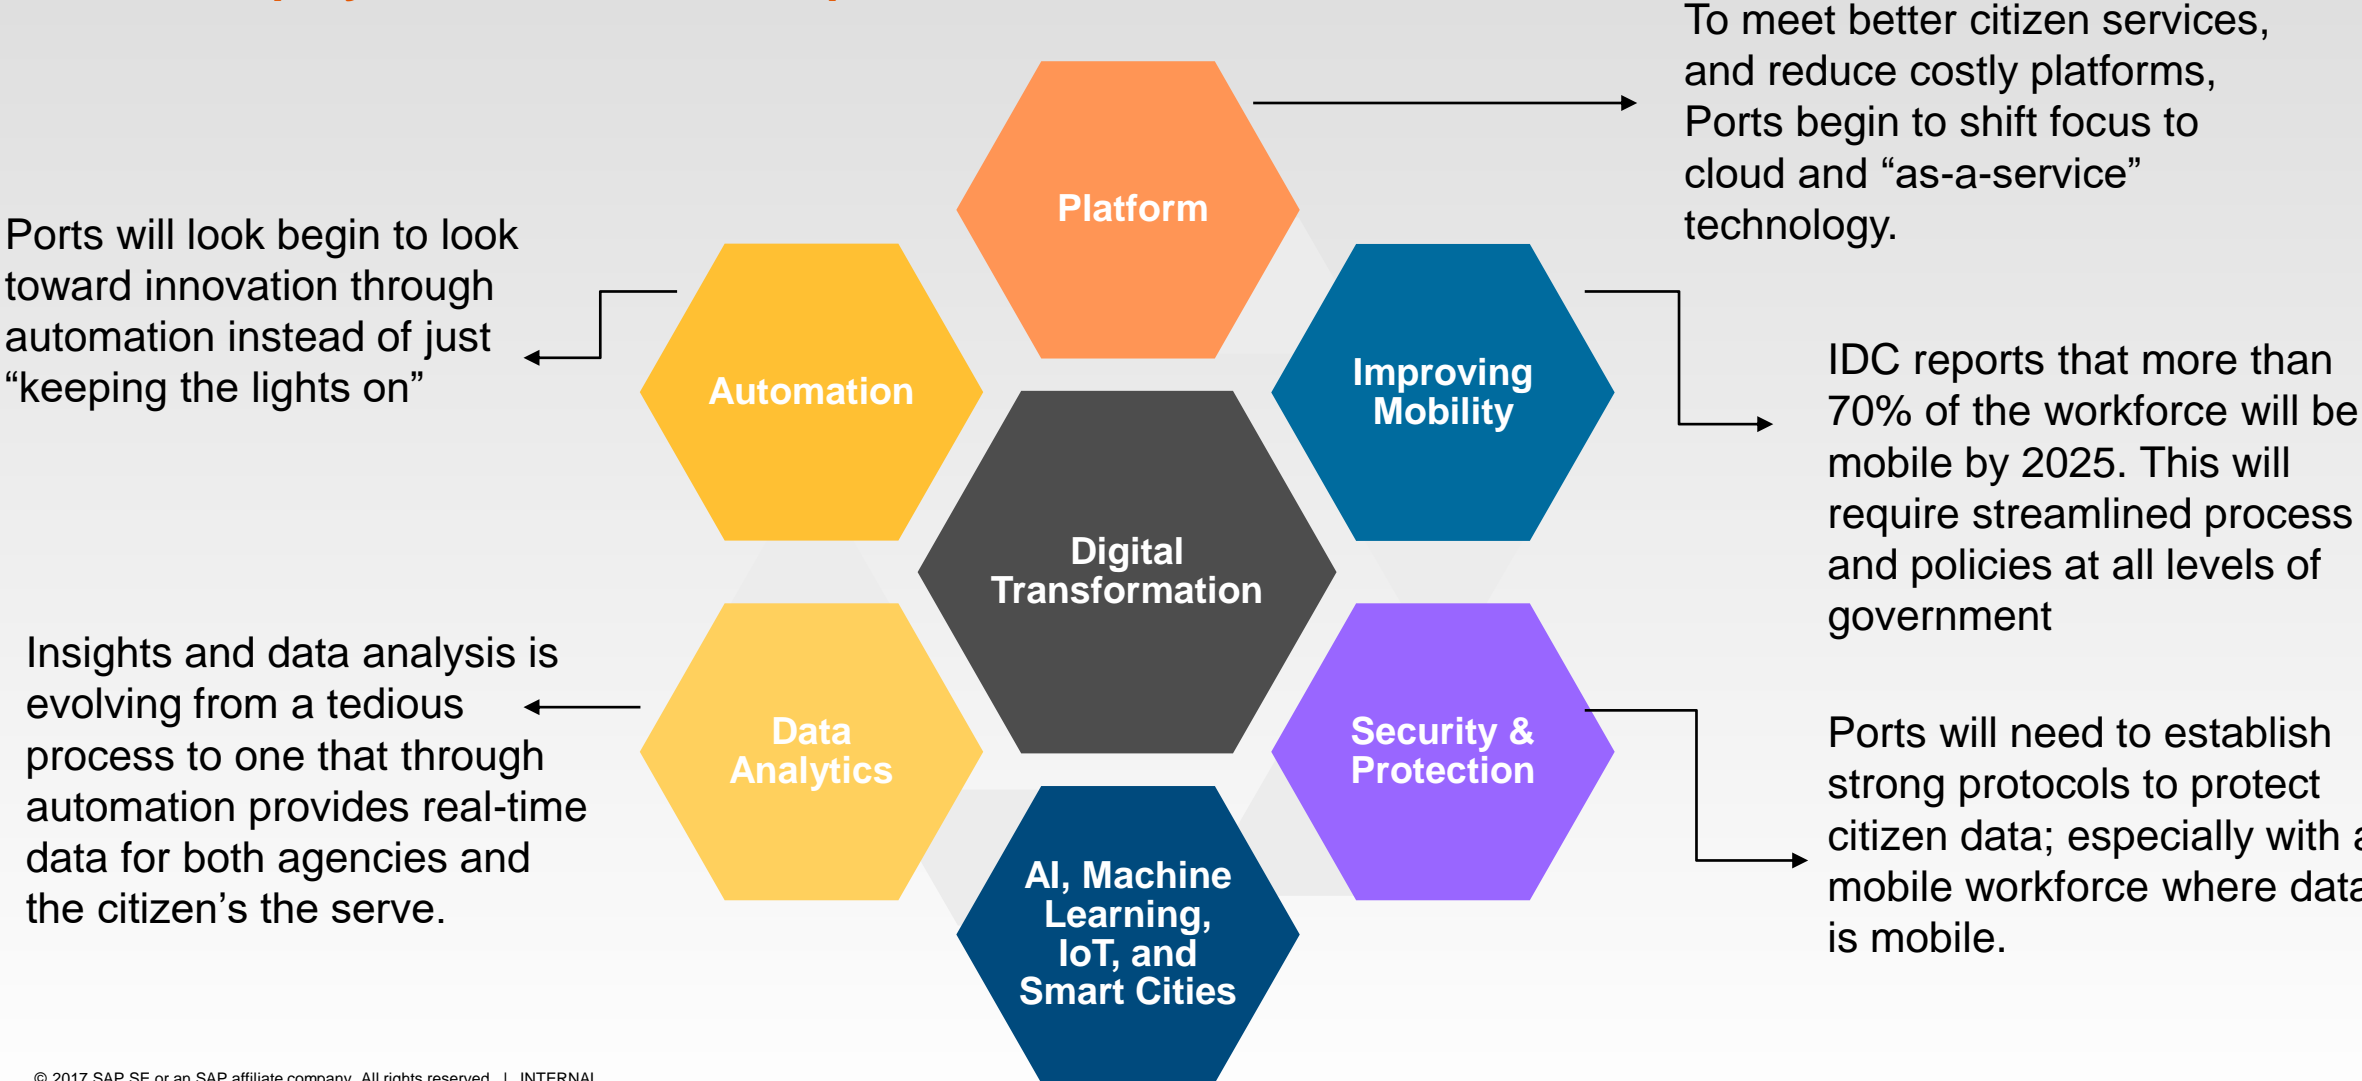 To meet better citizen services,
and reduce costly platforms,
Ports begin to shift focus to
cloud and “as-a-service”
technology.
Platform
Ports will look begin to look
toward innovation through
automation instead of just
“keeping the lights on”
Automation
Improving
Mobility
IDC reports that more than
70% of the workforce will be
mobile by 2025. This will
require streamlined process
and policies at all levels of
government
Digital
Transformation
Insights and data analysis is
evolving from a tedious
process to one that through
automation provides real-time
data for both agencies and
the citizen’s the serve.
Data
Analytics
Security &
Protection
Ports will need to establish
strong protocols to protect
citizen data; especially with a
mobile workforce where data
is mobile.
AI, Machine
Learning,
IoT, and
Smart Cities
© 2017 SAP SE or an SAP affiliate company. All rights reserved. | INTERNAL